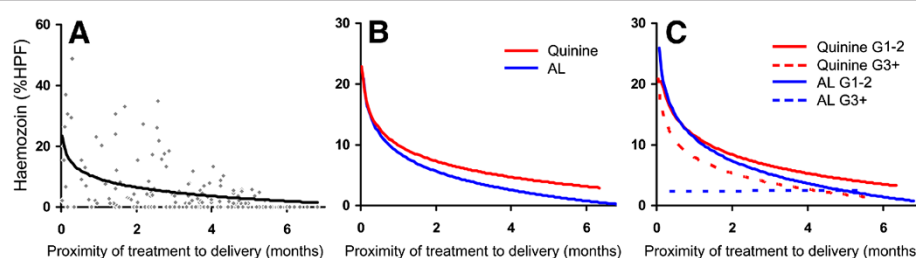 A
60
40
20
0
Haemozoin (%HPF)
0 2 4 6
Proximity of treatment to delivery (months)
B
30
20
10
0
Quinine
AL
0 2 4 6
Proximity of treatment to delivery (months)
C
30
20
10
0
Quinine G1-2
Quinine G3+
AL G1-2
AL G3+
0 2 4 6
Proximity of treatment to delivery (months)